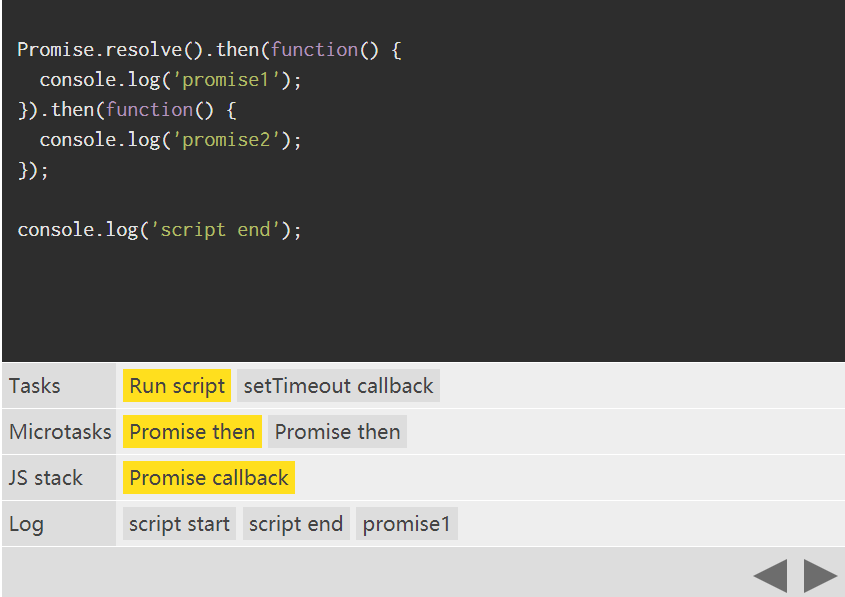 Promise.resolve().then(function() {
  console.log('promise1');
}).then(function() {
  console.log('promise2');
});
console.log('script end');
Tasks Run script setTimeout callback
Microtasks Promise then Promise then
JS stack Promise callback
Log script start script end promise1